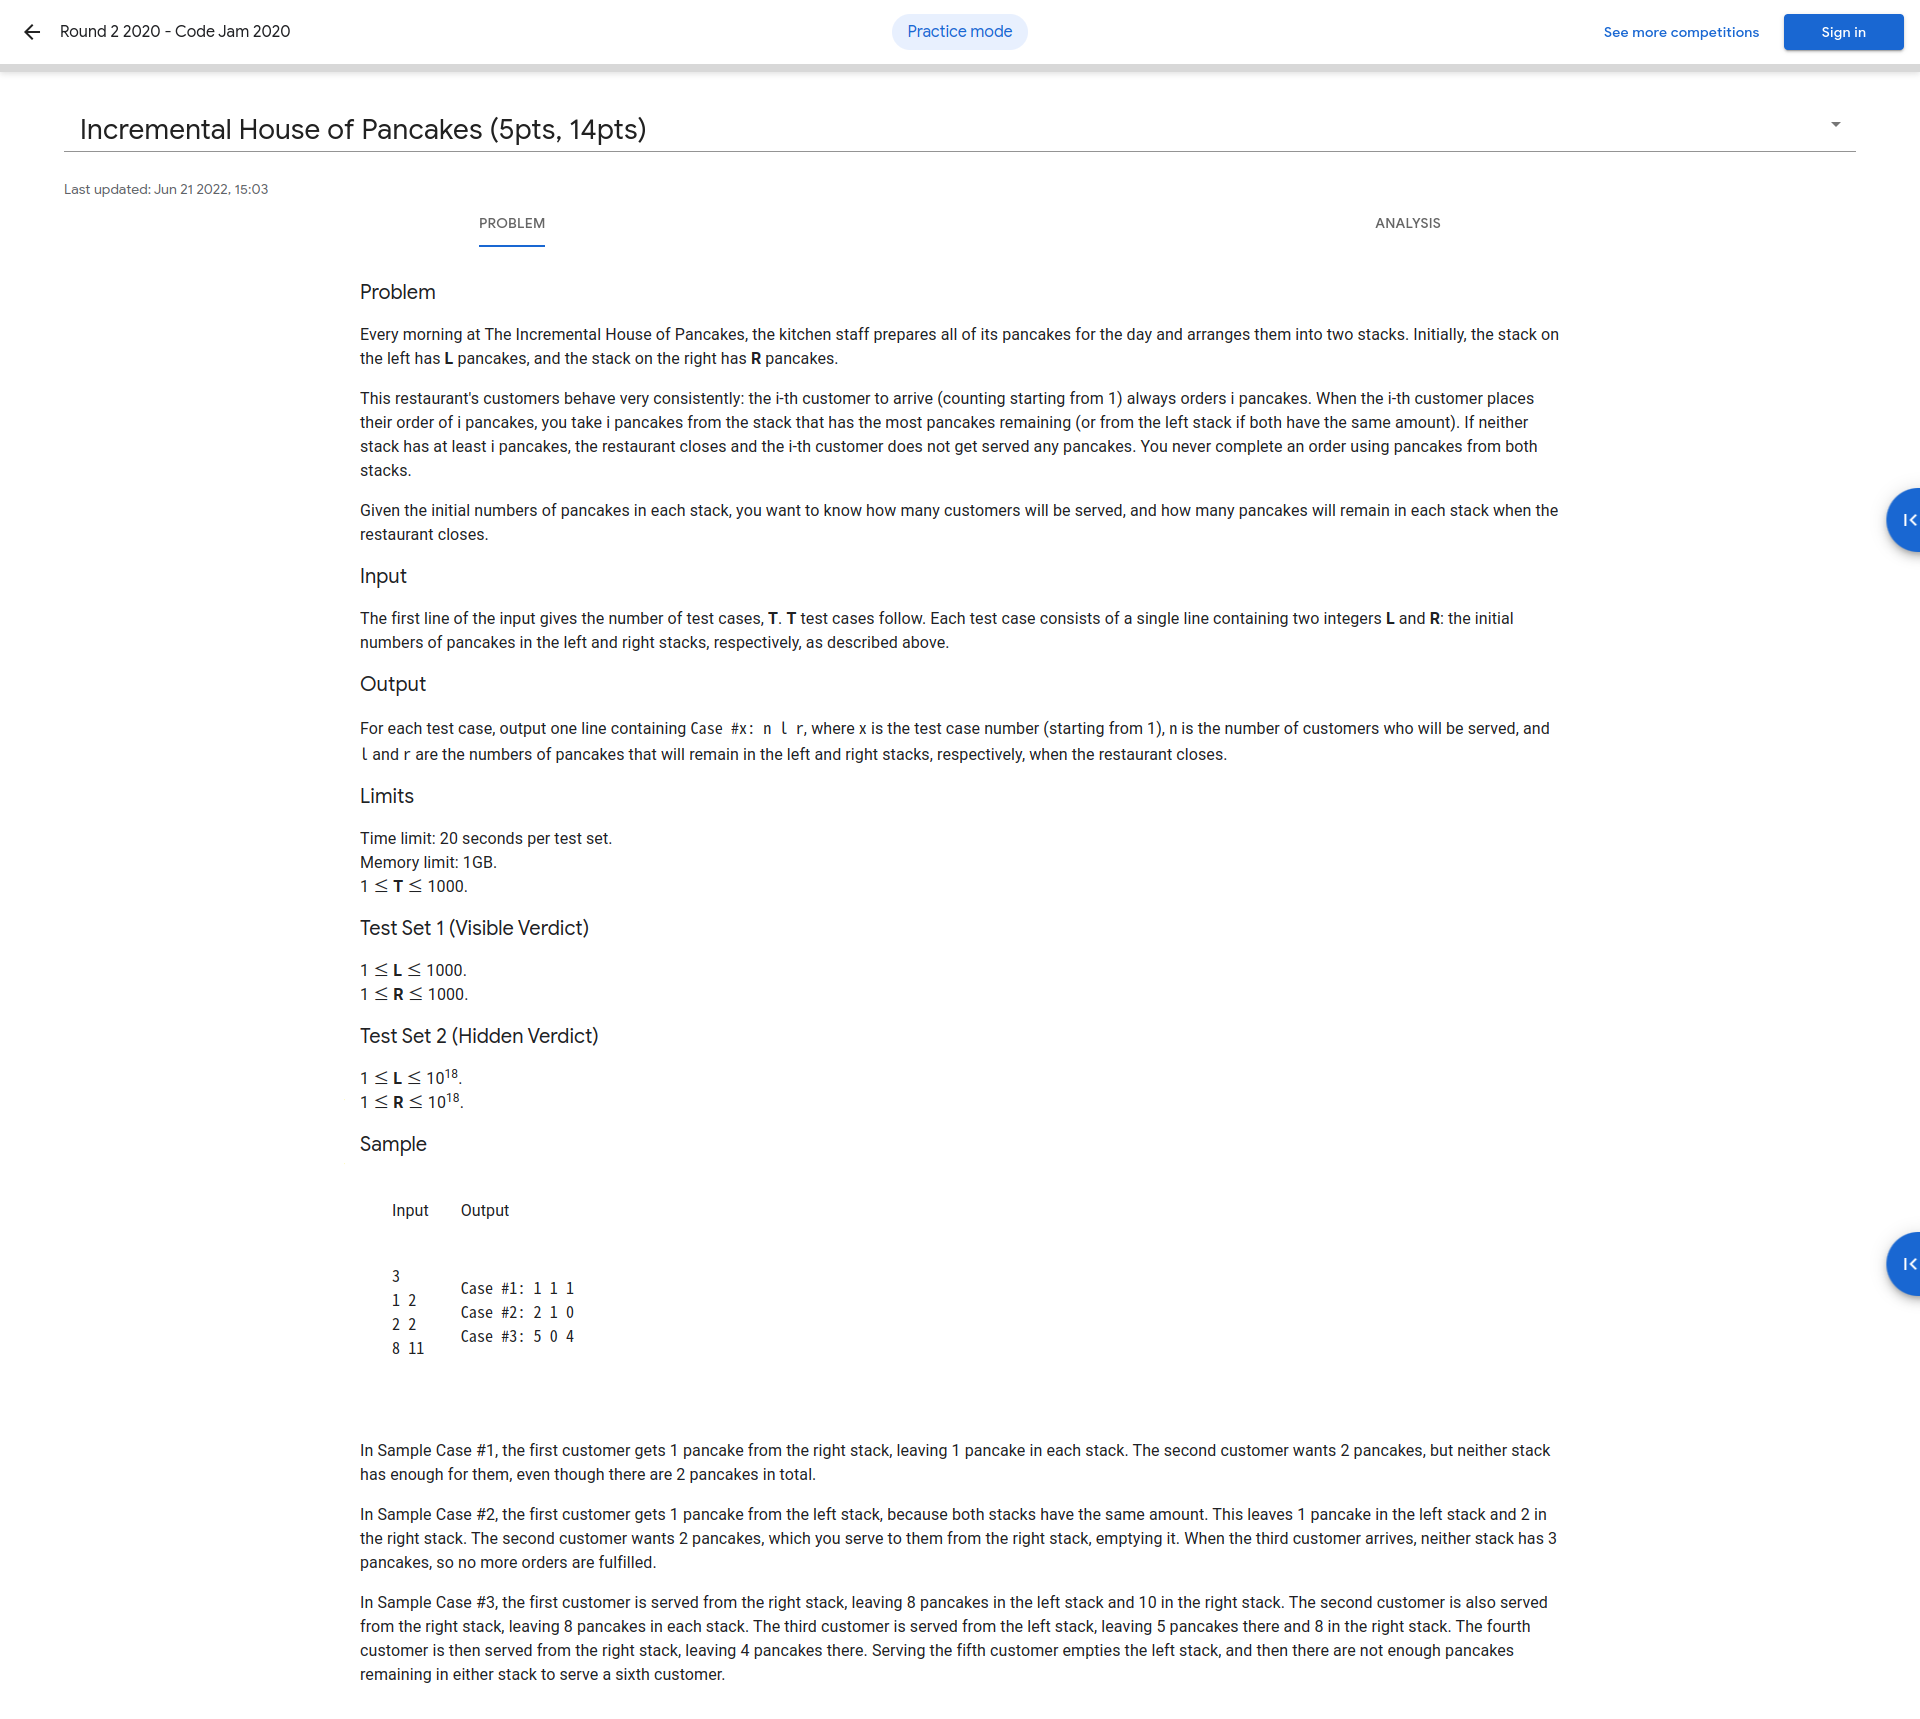 Round 2 2020 - Code Jam 2020
Practice mode
See more competitions
Sign in
Incremental House of Pancakes (5pts, 14pts)
Last updated: Jun 21 2022, 15:03
PROBLEM
ANALYSIS
Problem
Every morning at The Incremental House of Pancakes, the kitchen staff prepares all of its pancakes for the day and arranges them into two stacks. Initially, the stack on
the left has L pancakes, and the stack on the right has R pancakes.
This restaurant's customers behave very consistently: the i-th customer to arrive (counting starting from 1) always orders i pancakes. When the i-th customer places
their order of i pancakes, you take i pancakes from the stack that has the most pancakes remaining (or from the left stack if both have the same amount). If neither
stack has at least i pancakes, the restaurant closes and the i-th customer does not get served any pancakes. You never complete an order using pancakes from both
stacks.
Given the initial numbers of pancakes in each stack, you want to know how many customers will be served, and how many pancakes will remain in each stack when the
restaurant closes.
Input
The first line of the input gives the number of test cases, T. T test cases follow. Each test case consists of a single line containing two integers L and R: the initial
numbers of pancakes in the left and right stacks, respectively, as described above.
Output
For each test case, output one line containing Case #x: n l r, where x is the test case number (starting from 1), n is the number of customers who will be served, and
l and r are the numbers of pancakes that will remain in the left and right stacks, respectively, when the restaurant closes.
Limits
Time limit: 20 seconds per test set.
Memory limit: 1GB.
1 ≤ T ≤ 1000.
Test Set 1 (Visible Verdict)
1 ≤ L ≤ 1000.
1 ≤ R ≤ 1000.
Test Set 2 (Hidden Verdict)
1 ≤ L ≤ 10^18.
1 ≤ R ≤ 10^18.
Sample
Input Output
3
1 2
2 2
8 11
Case #1: 1 1 1
Case #2: 2 1 0
Case #3: 5 0 4
In Sample Case #1, the first customer gets 1 pancake from the right stack, leaving 1 pancake in each stack. The second customer wants 2 pancakes, but neither stack
has enough for them, even though there are 2 pancakes in total.
In Sample Case #2, the first customer gets 1 pancake from the left stack, because both stacks have the same amount. This leaves 1 pancake in the left stack and 2 in
the right stack. The second customer wants 2 pancakes, which you serve to them from the right stack, emptying it. When the third customer arrives, neither stack has 3
pancakes, so no more orders are fulfilled.
In Sample Case #3, the first customer is served from the right stack, leaving 8 pancakes in the left stack and 10 in the right stack. The second customer is also served
from the right stack, leaving 8 pancakes in each stack. The third customer is served from the left stack, leaving 5 pancakes there and 8 in the right stack. The fourth
customer is then served from the right stack, leaving 4 pancakes there. Serving the fifth customer empties the left stack, and then there are not enough pancakes
remaining in either stack to serve a sixth customer.